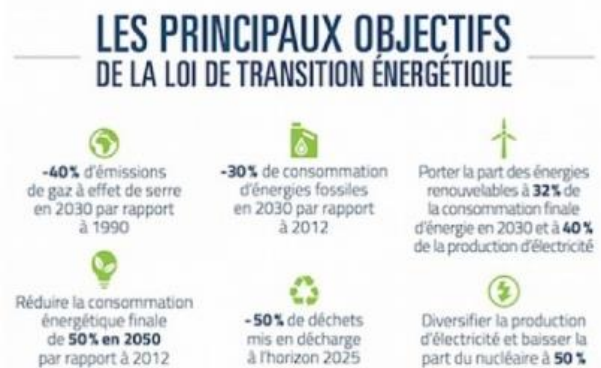 LES PRINCIPAUX OBJECTIFS
DE LA LOI DE TRANSITION ÉNERGÉTIQUE
-40% d'émissions
de gaz à effet de serre
en 2030 par rapport
à 1990
-30% de consommation
d'énergies fossiles
en 2030 par rapport
à 2012
Porter la part des énergies
renouvelables à 32% de
la consommation finale
d'énergie en 2030 et à 40%
de la production d'électricité
Réduire la consommation
énergétique finale
de 50% en 2050
par rapport à 2012
-50% de déchets
mis en décharge
à l'horizon 2025
Diversifier la production
d'électricité et baisser la
part du nucléaire à 50%